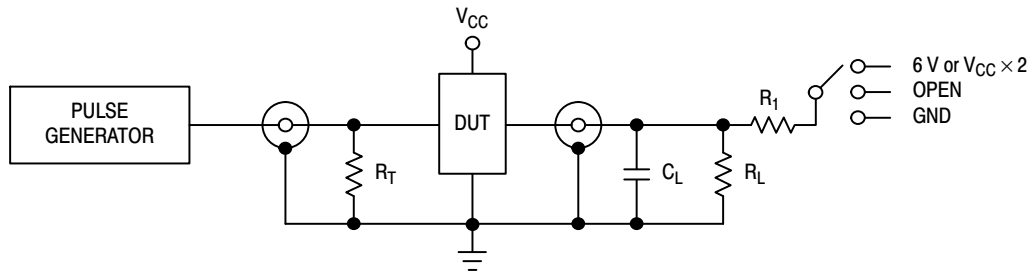 V_CC
PULSE
GENERATOR
DUT
R_T
C_L
R_L
R_1
6 V or V_CC × 2
OPEN
GND